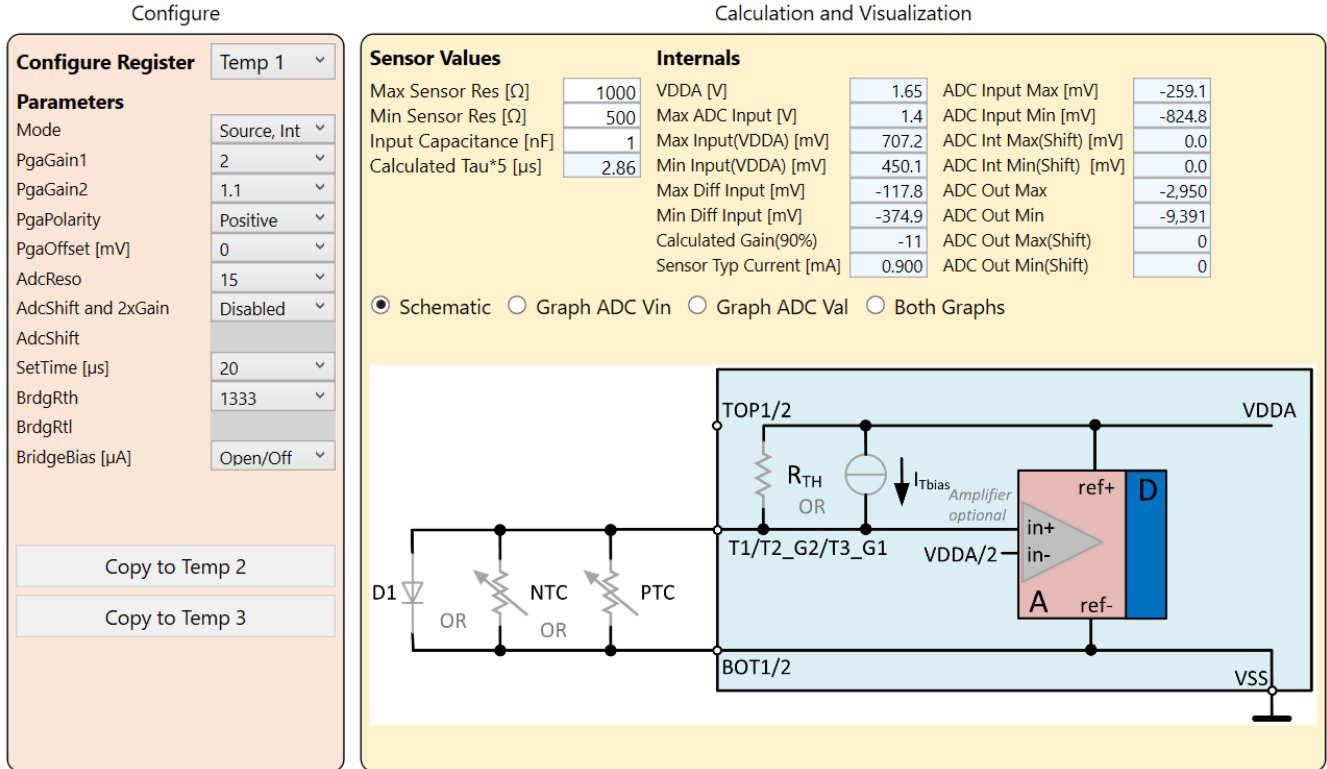 Configure
Configure Register Temp 1
Parameters
Mode Source, Int
PgaGain1 2
PgaGain2 1.1
PgaPolarity Positive
PgaOffset [mV] 0
AdcReso 15
AdcShift and 2xGain Disabled
AdcShift
SetTime [µs] 20
BrdgRth 1333
BrdgRtl
BridgeBias [µA] Open/Off
Copy to Temp 2
Copy to Temp 3
Calculation and Visualization
Sensor Values
Max Sensor Res [Ω] 1000
Min Sensor Res [Ω] 500
Input Capacitance [nF] 1
Calculated Tau*5 [µs] 2.86
Internals
VDDA [V] 1.65
Max ADC Input [V] 1.4
Max Input(VDDA) [mV] 707.2
Min Input(VDDA) [mV] 450.1
Max Diff Input [mV] -117.8
Min Diff Input [mV] -374.9
Calculated Gain(90%) -11
Sensor Typ Current [mA] 0.900
ADC Input Max [mV] -259.1
ADC Input Min [mV] -824.8
ADC Int Max(Shift) [mV] 0.0
ADC Int Min(Shift) [mV] 0.0
ADC Out Max -2,950
ADC Out Min -9,391
ADC Out Max(Shift) 0
ADC Out Min(Shift) 0
Schematic Graph ADC Vin Graph ADC Val Both Graphs
TOP1/2 VDDA
RTH
OR
ITbias
Amplifier
optional
ref+ D
in+
T1/T2_G2/T3_G1
VDDA/2 in-
D1 NTC PTC
A ref-
OR OR
BOT1/2
VSS